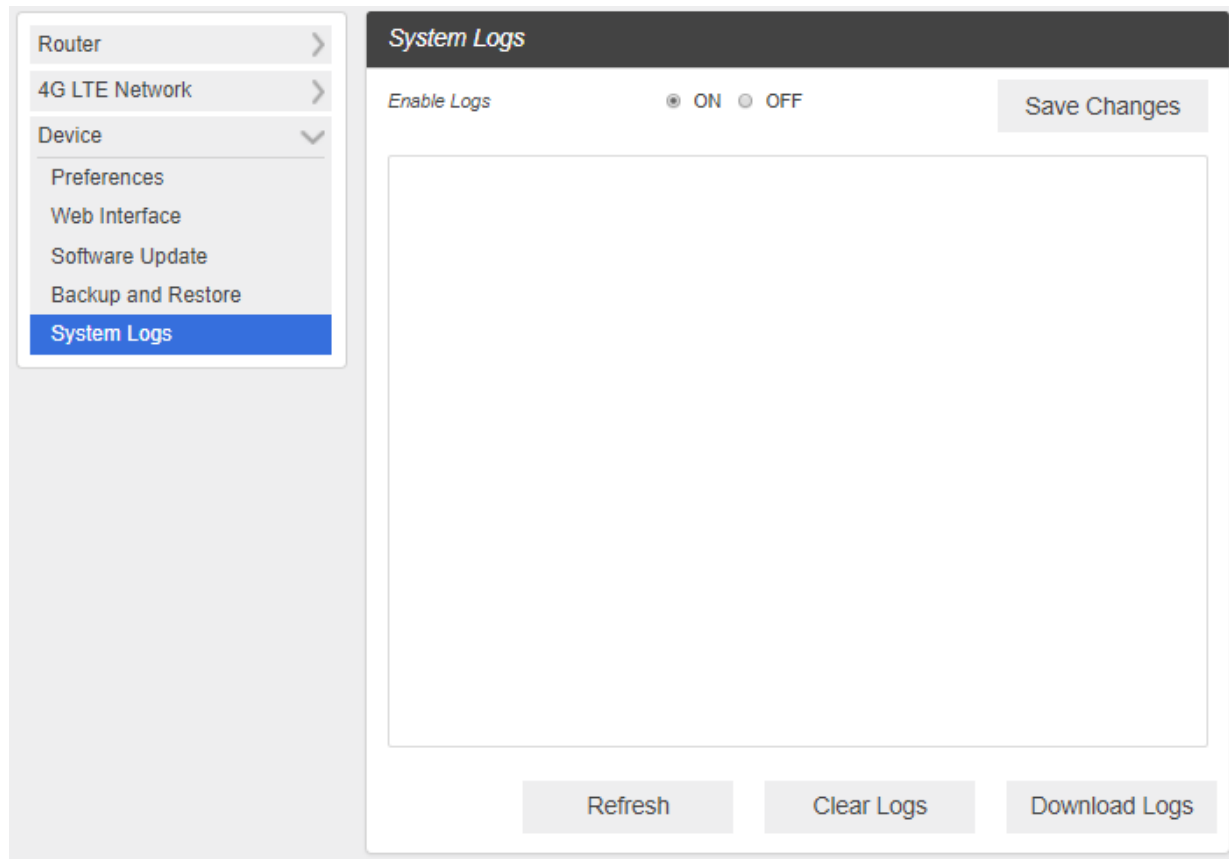 Router
4G LTE Network
Device
Preferences
Web Interface
Software Update
Backup and Restore
System Logs
System Logs
Enable Logs ON OFF Save Changes
Refresh Clear Logs Download Logs